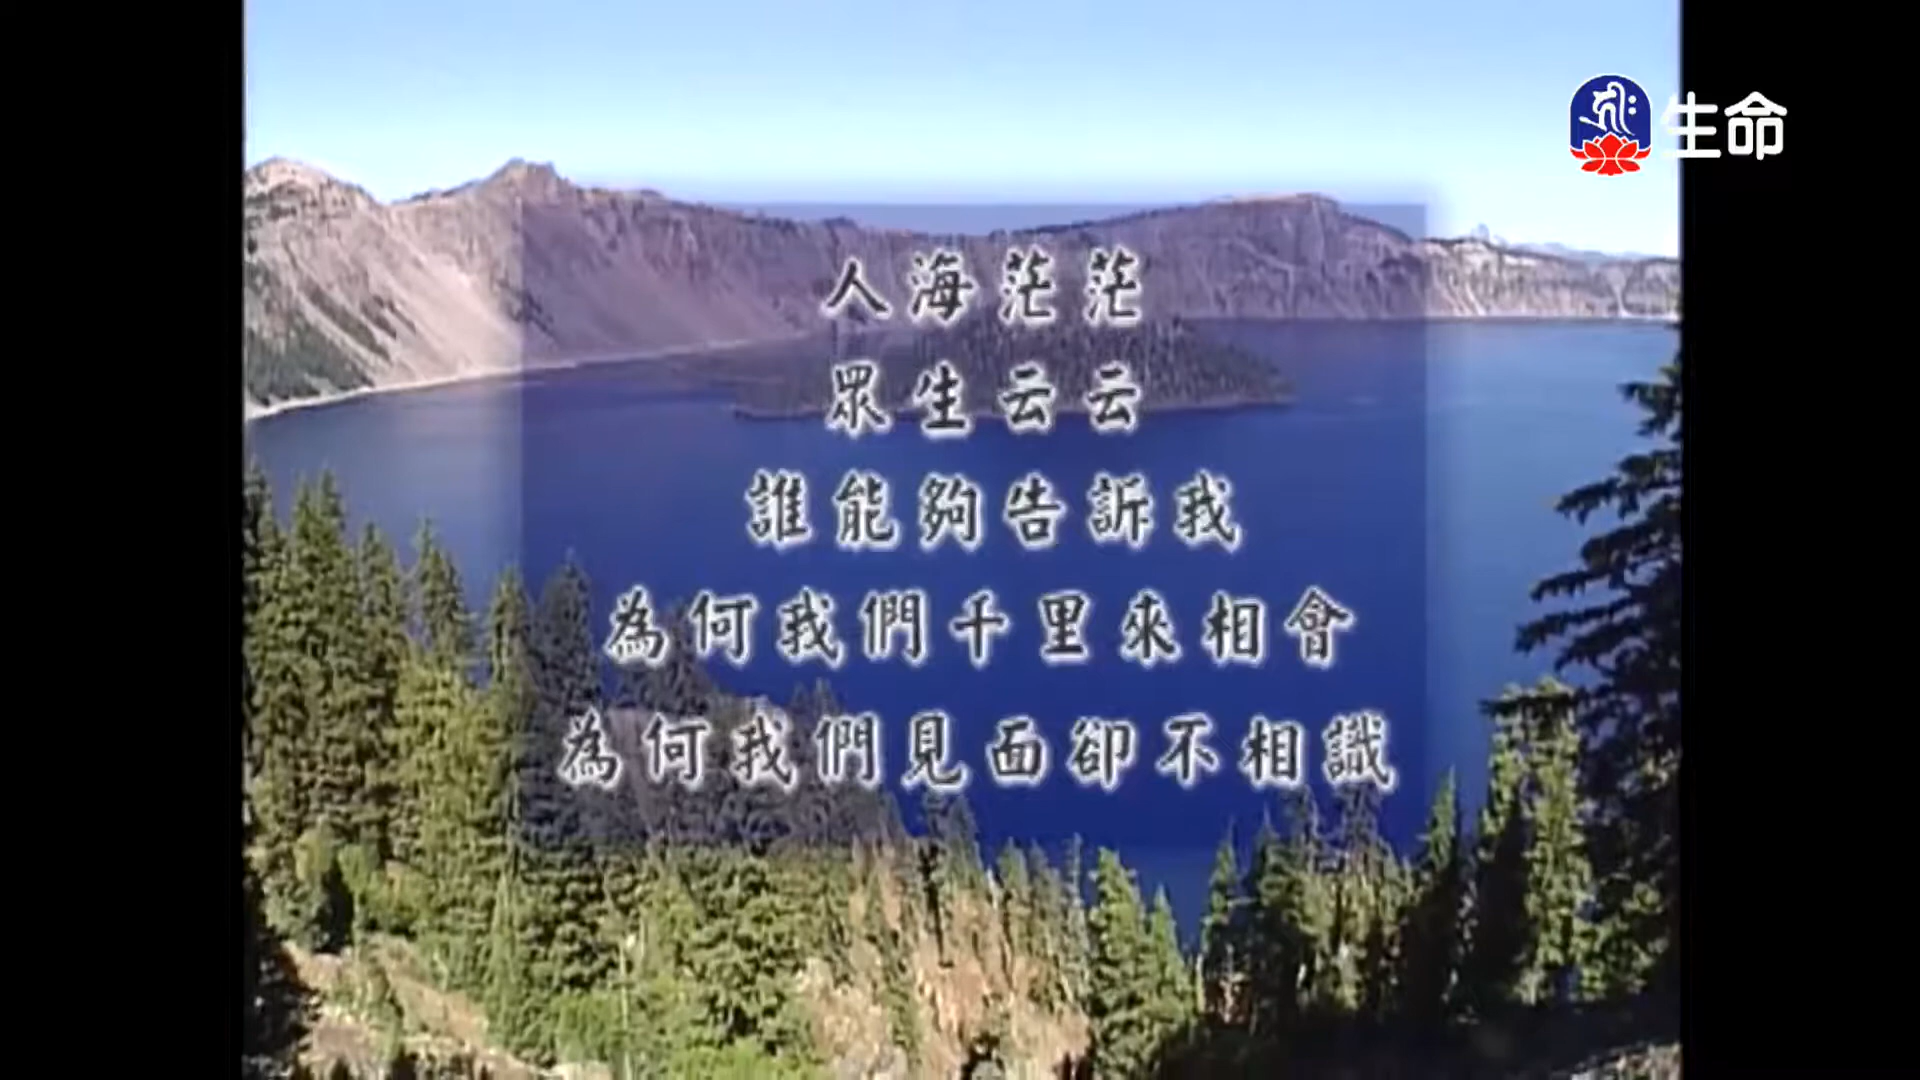 生命
人海茫茫
眾生云云
誰能夠告訴我
為何我們千里來相會
為何我們見面卻不相識